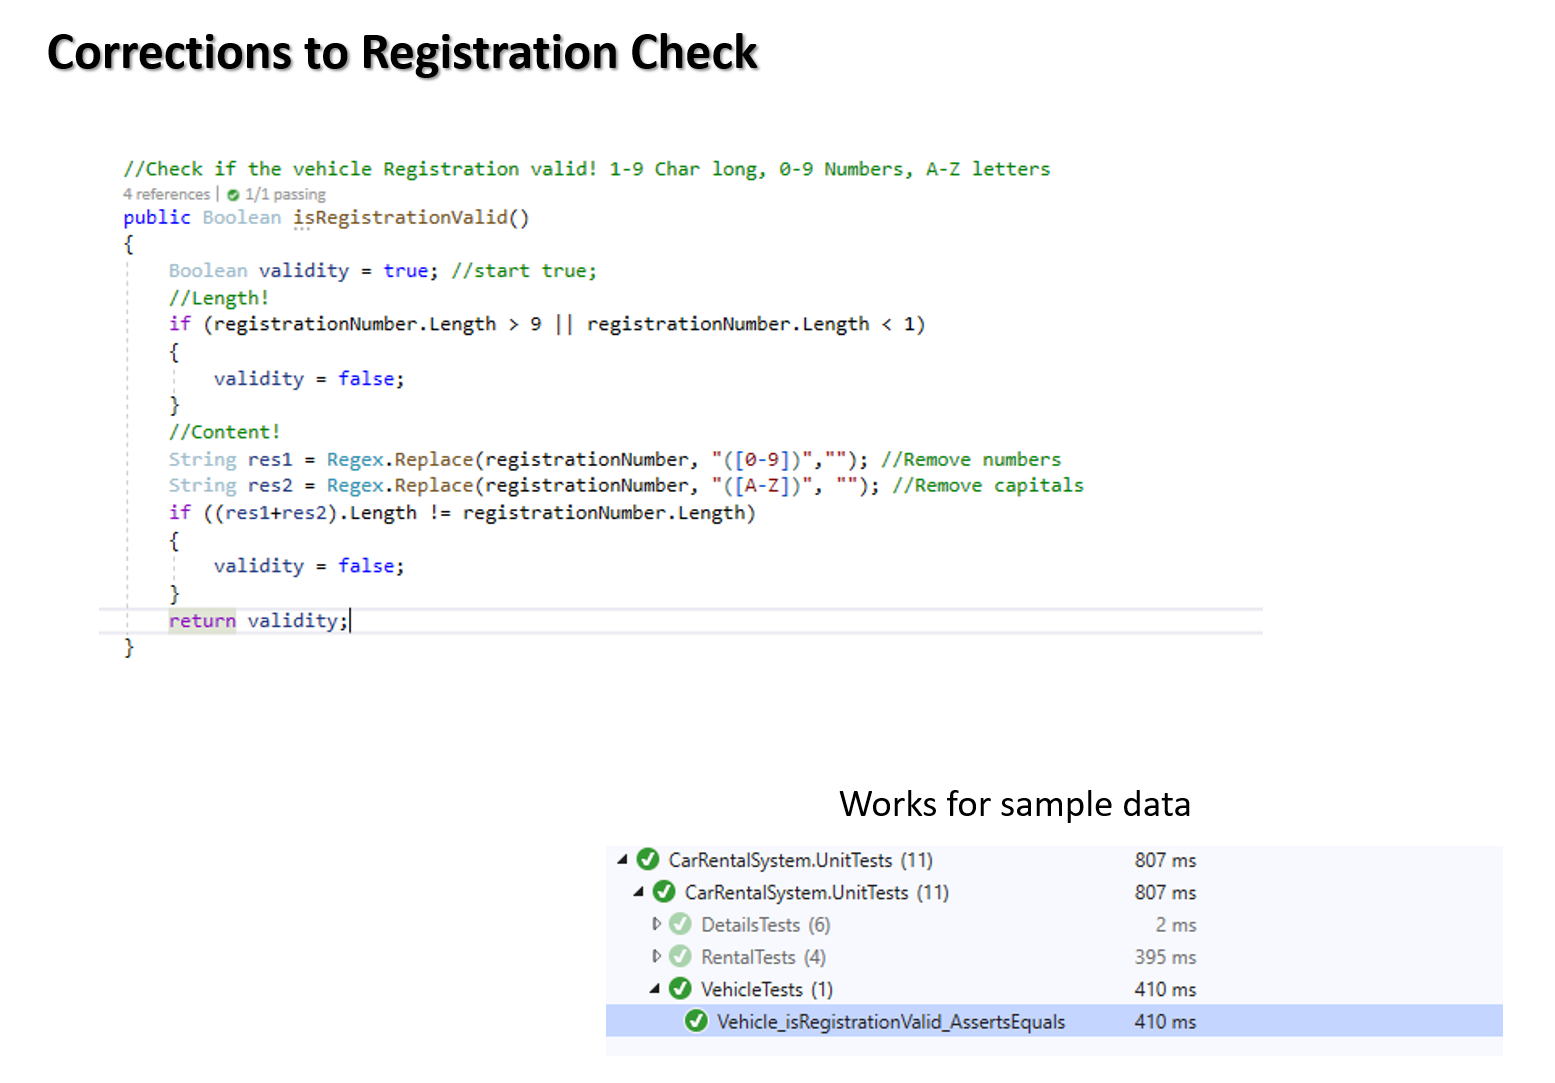 Corrections to Registration Check
//Check if the vehicle Registration valid! 1-9 Char long, 0-9 Numbers, A-Z letters
4 references | 1/1 passing
public Boolean isRegistrationValid()
{
Boolean validity = true; //start true;
//Length!
if (registrationNumber.Length > 9 || registrationNumber.Length < 1)
{
validity = false;
}
//Content!
String res1 = Regex.Replace(registrationNumber, "([0-9])",""); //Remove numbers
String res2 = Regex.Replace(registrationNumber, "([A-Z])", ""); //Remove capitals
if ((res1+res2).Length != registrationNumber.Length)
{
validity = false;
}
return validity;
}
Works for sample data
CarRentalSystem.UnitTests (11) 807 ms
CarRentalSystem.UnitTests (11) 807 ms
DetailsTests (6) 2 ms
RentalTests (4) 395 ms
VehicleTests (1) 410 ms
Vehicle_isRegistrationValid_AssertsEquals 410 ms